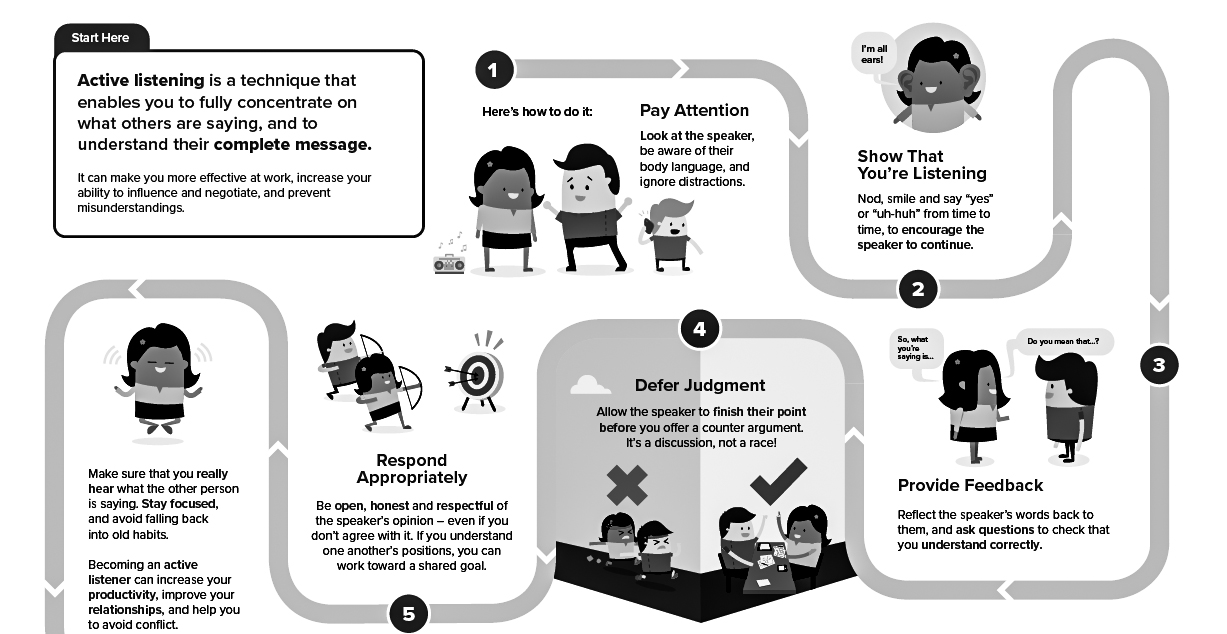 Start Here
Active listening is a technique that
enables you to fully concentrate on
what others are saying, and to
understand their complete message.
It can make you more effective at work, increase your
ability to influence and negotiate, and prevent
misunderstandings.
1
Here's how to do it:
Pay Attention
Look at the speaker,
be aware of their
body language, and
ignore distractions.
I'm all
ears!
Show That
You're Listening
Nod, smile and say “yes”
or “uh-huh” from time to
time, to encourage the
speaker to continue.
2
3
So, what
you're
saying is...
Do you mean that...?
Provide Feedback
Reflect the speaker's words back to
them, and ask questions to check that
you understand correctly.
4
Defer Judgment
Allow the speaker to finish their point
before you offer a counter argument.
It's a discussion, not a race!
Respond
Appropriately
Be open, honest and respectful of
the speaker's opinion – even if you
don't agree with it. If you understand
one another's positions, you can
work toward a shared goal.
5
Make sure that you really
hear what the other person
is saying. Stay focused,
and avoid falling back
into old habits.
Becoming an active
listener can increase your
productivity, improve your
relationships, and help you
to avoid conflict.